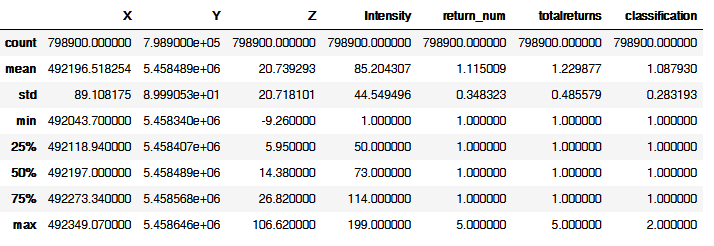 X Y Z Intensity return_num totalreturns classification
count 798900.000000 7.989000e+05 798900.000000 798900.000000 798900.000000 798900.000000 798900.000000
mean 492196.518254 5.458489e+06 20.739293 85.204307 1.115009 1.229877 1.087930
std 89.108175 8.999053e+01 20.718101 44.549496 0.348323 0.485579 0.283193
min 492043.700000 5.458340e+06 -9.260000 1.000000 1.000000 1.000000 1.000000
25% 492118.940000 5.458407e+06 5.950000 50.000000 1.000000 1.000000 1.000000
50% 492197.000000 5.458489e+06 14.380000 73.000000 1.000000 1.000000 1.000000
75% 492273.340000 5.458568e+06 26.820000 114.000000 1.000000 1.000000 1.000000
max 492349.070000 5.458646e+06 106.620000 199.000000 5.000000 5.000000 2.000000